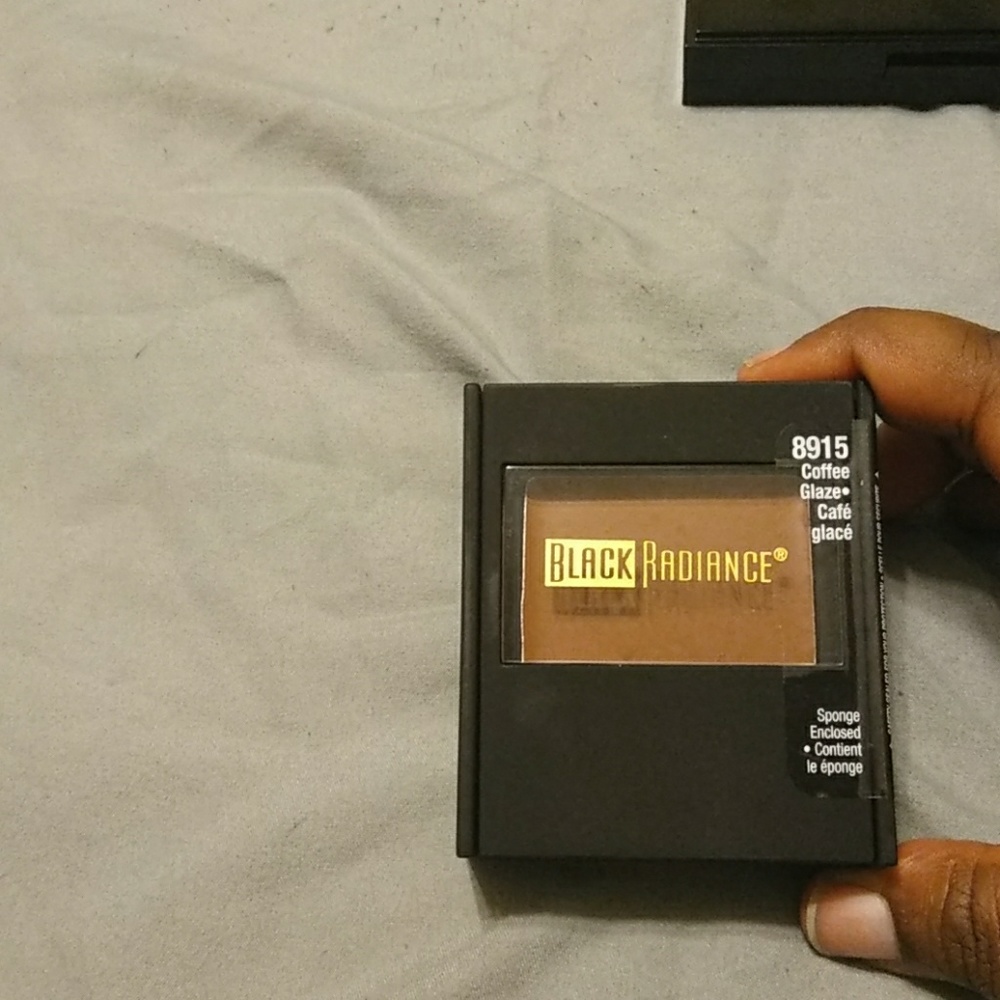 8915
Coffee
Glaze•
Café
glacé
BLACK RADIANCE®
Sponge
Enclosed
• Contient
le éponge